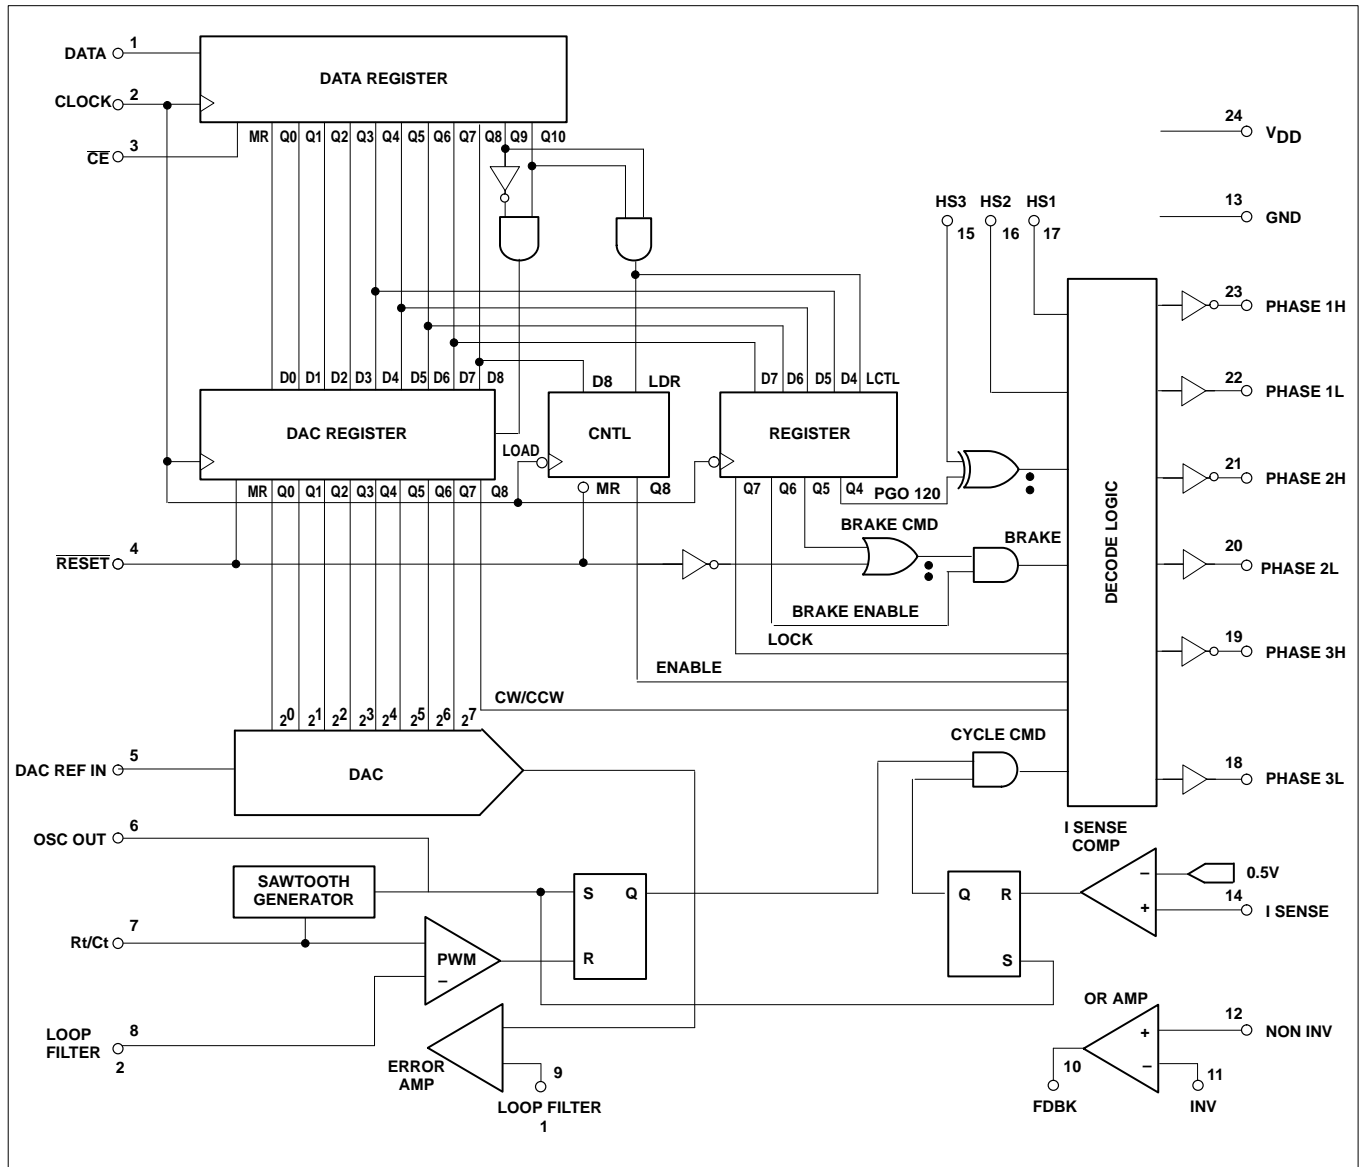 DATA 1
CLOCK 2
CE 3
DATA REGISTER
MR Q0 Q1 Q2 Q3 Q4 Q5 Q6 Q7 Q8 Q9 Q10
24 VDD
13 GND
HS3 HS2 HS1
15 16 17
23 PHASE 1H
22 PHASE 1L
21 PHASE 2H
20 PHASE 2L
19 PHASE 3H
18 PHASE 3L
DECODE LOGIC
D0 D1 D2 D3 D4 D5 D6 D7 D8
D8 LDR
D7 D6 D5 D4 LCTL
DAC REGISTER
LOAD
CNTL
REGISTER
MR Q0 Q1 Q2 Q3 Q4 Q5 Q6 Q7 Q8
MR Q8
Q7 Q6 Q5 Q4
PGO 120
BRAKE CMD
BRAKE
RESET 4
BRAKE ENABLE
LOCK
ENABLE
CW/CCW
2^0 2^1 2^2 2^3 2^4 2^5 2^6 2^7
DAC REF IN 5
DAC
CYCLE CMD
OSC OUT 6
SAWTOOTH
GENERATOR
S Q
R
Q R
S
I SENSE
COMP
−
+
0.5V
14 I SENSE
Rt/Ct 7
PWM
−
LOOP
FILTER
8
2
ERROR
AMP
9
LOOP FILTER
1
OR AMP
+
−
12 NON INV
10
11
FDBK
INV